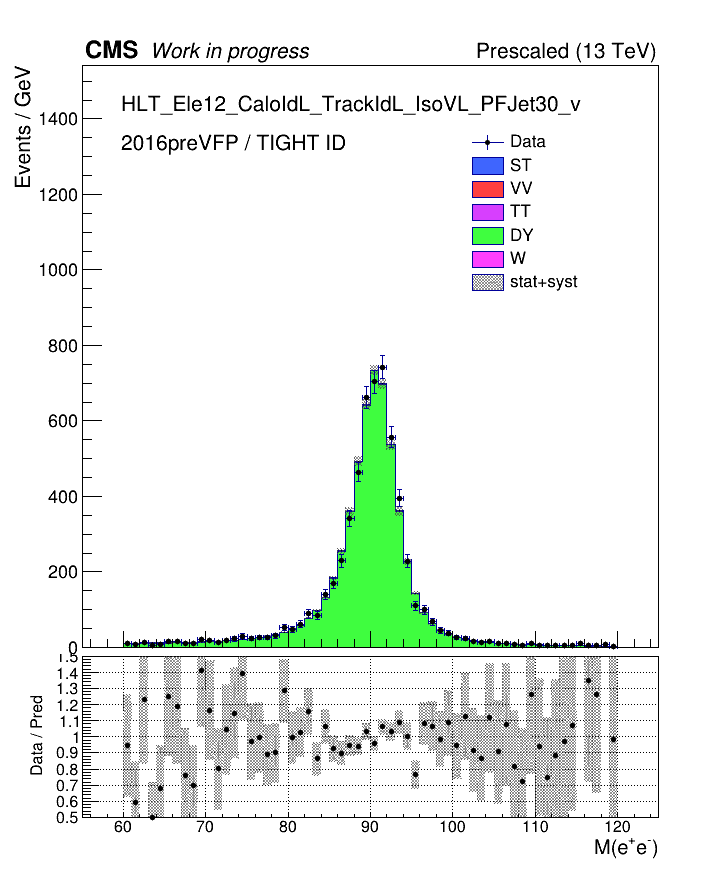 CMS Work in progress Prescaled (13 TeV)
Events / GeV
HLT_Ele12_CaloIdL_TrackIdL_IsoVL_PFJet30_v
2016preVFP / TIGHT ID
Data
ST
VV
TT
DY
W
stat+syst
1400
1200
1000
800
600
400
200
0
Data / Pred
1.5
1.4
1.3
1.2
1.1
1
0.9
0.8
0.7
0.6
0.5
60 70 80 90 100 110 120
M(e⁺e⁻)